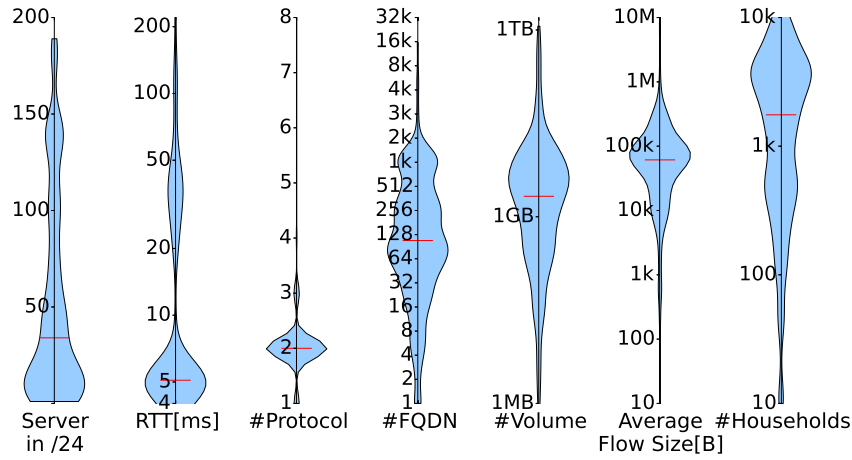 200
150
100
50
Server
in /24
200
100
50
20
10
5
4
RTT[ms]
8
7
6
5
4
3
2
1
#Protocol
32k
16k
8k
4k
3k
2k
1k
512
256
128
64
32
16
8
4
2
1
#FQDN
1TB
1GB
1MB
#Volume
10M
1M
100k
10k
1k
100
10
Average
Flow Size[B]
10k
1k
100
10
#Households